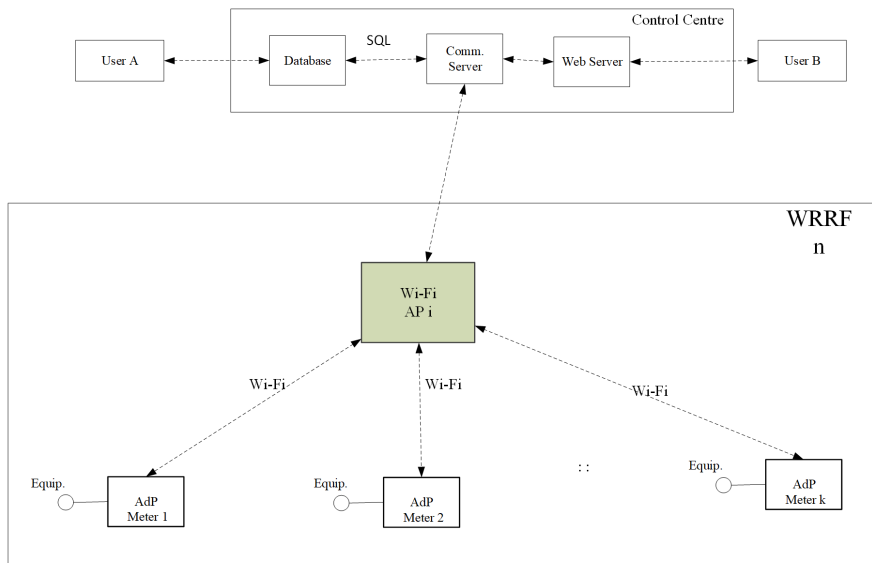 Control Centre
SQL
User A
Database
Comm.
Server
Web Server
User B
WRRF
n
Wi-Fi
AP i
Wi-Fi
Wi-Fi
Wi-Fi
: :
Equip.
AdP
Meter 1
Equip.
AdP
Meter 2
Equip.
AdP
Meter k